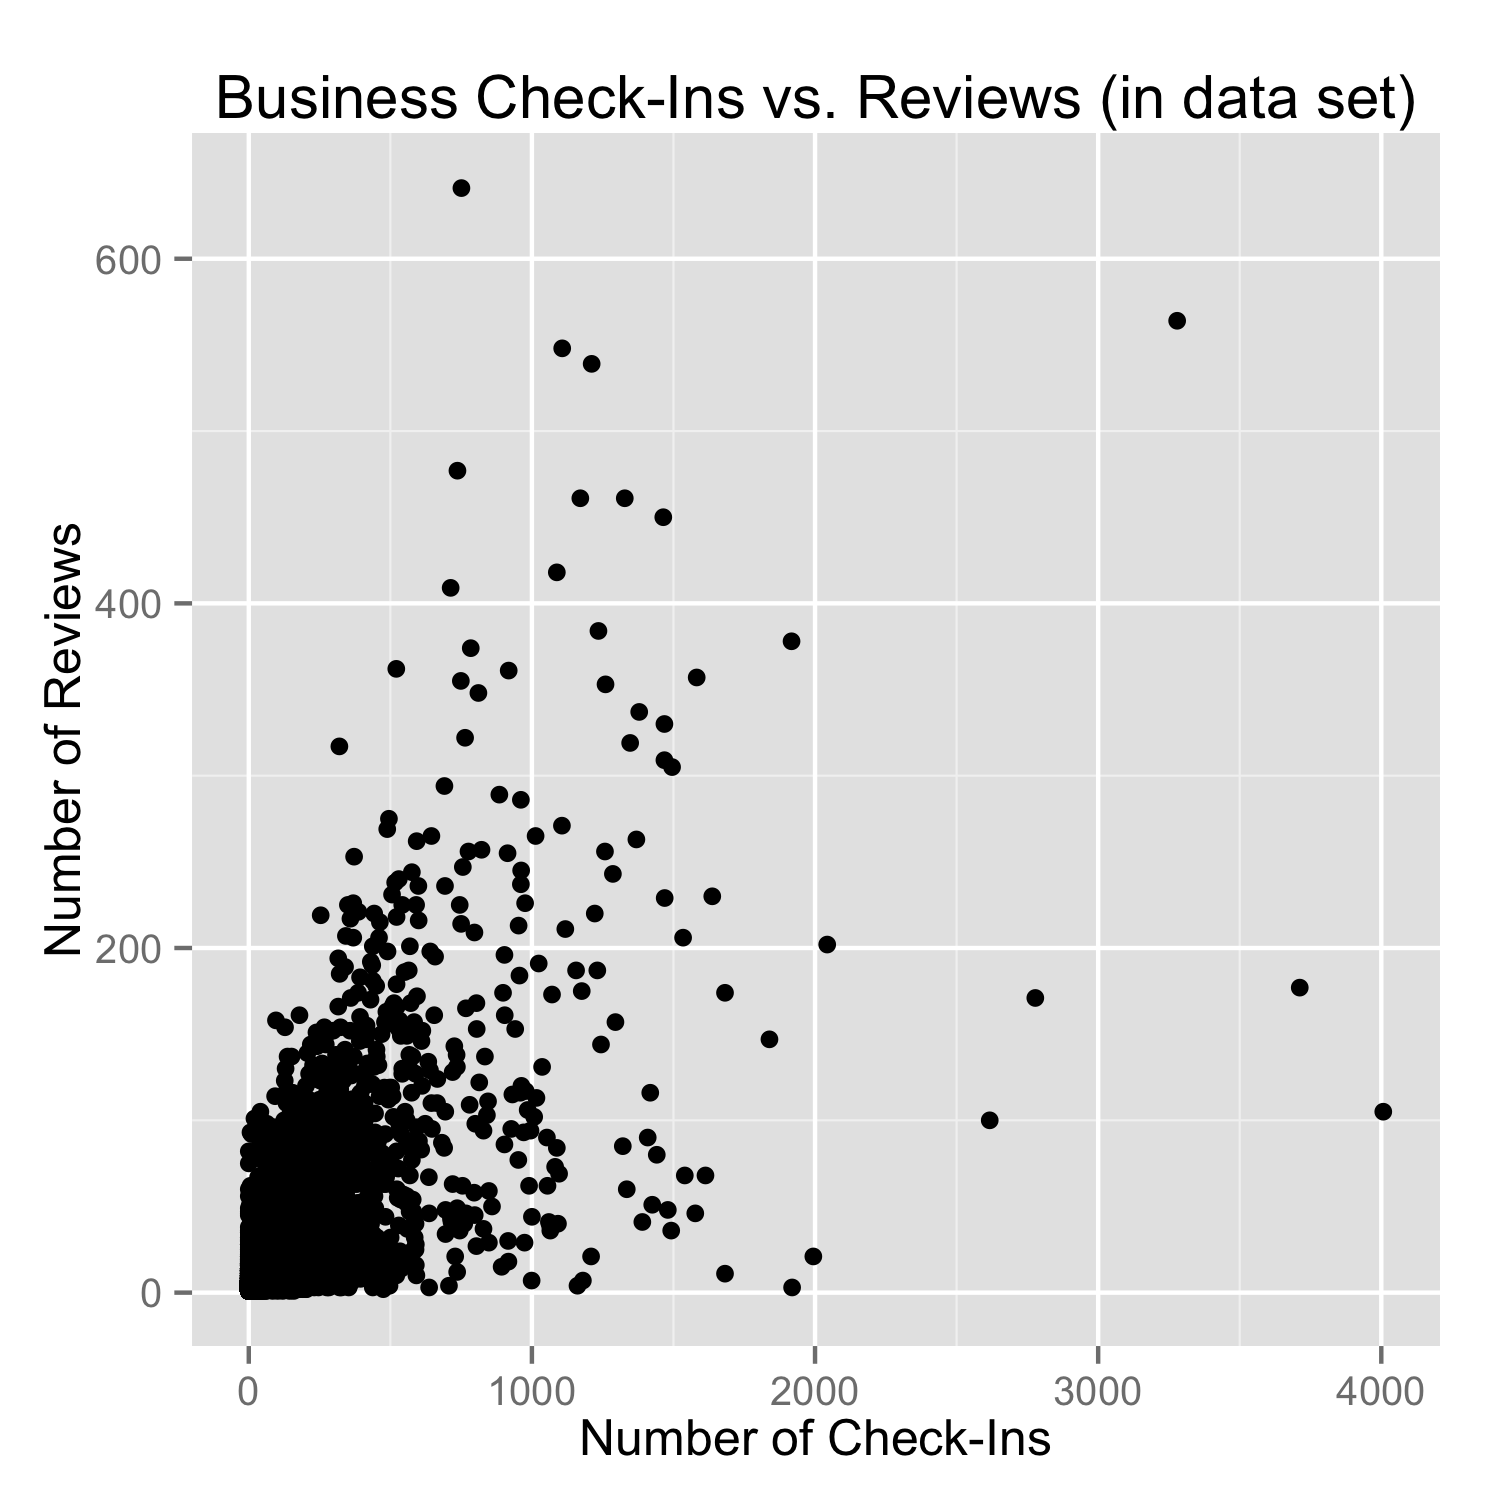 Business Check-Ins vs. Reviews (in data set)
Number of Reviews
600
400
200
0
0 1000 2000 3000 4000
Number of Check-Ins